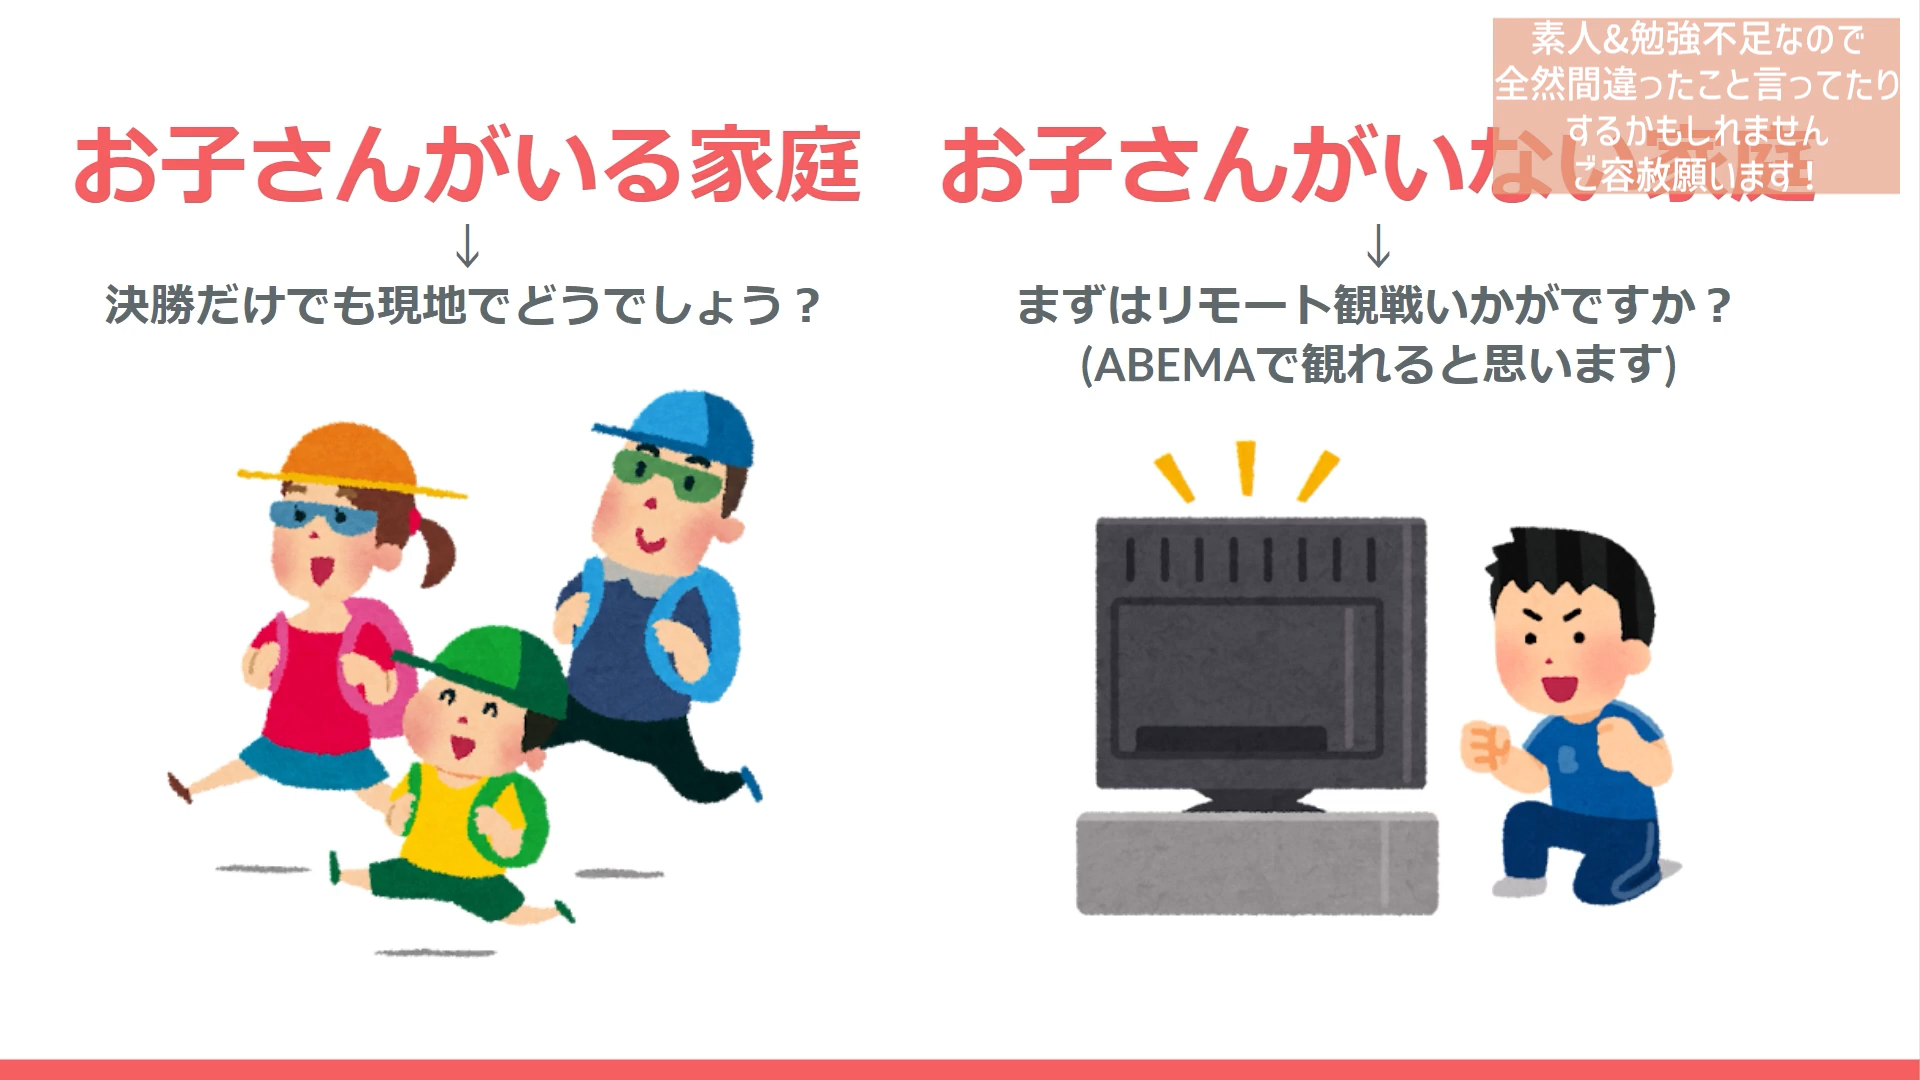 お子さんがいる家庭
↓
決勝だけでも現地でどうでしょう？
お子さんがいない家庭
↓
まずはリモート観戦いかがですか？
(ABEMAで観れると思います)
素人&勉強不足なので
全然間違ったこと言ってたり
するかもしれません
ご容赦願います！